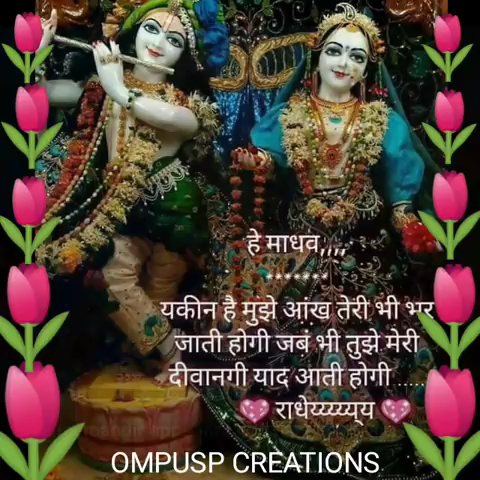 हे माधव,,,,
*******
यकीन है मुझे आंख तेरी भी भर
जाती होगी जब भी तुझे मेरी
दीवानगी याद आती होगी .....
💖 राधेय्य्य्य्य्य 💖
OMPUSP CREATIONS